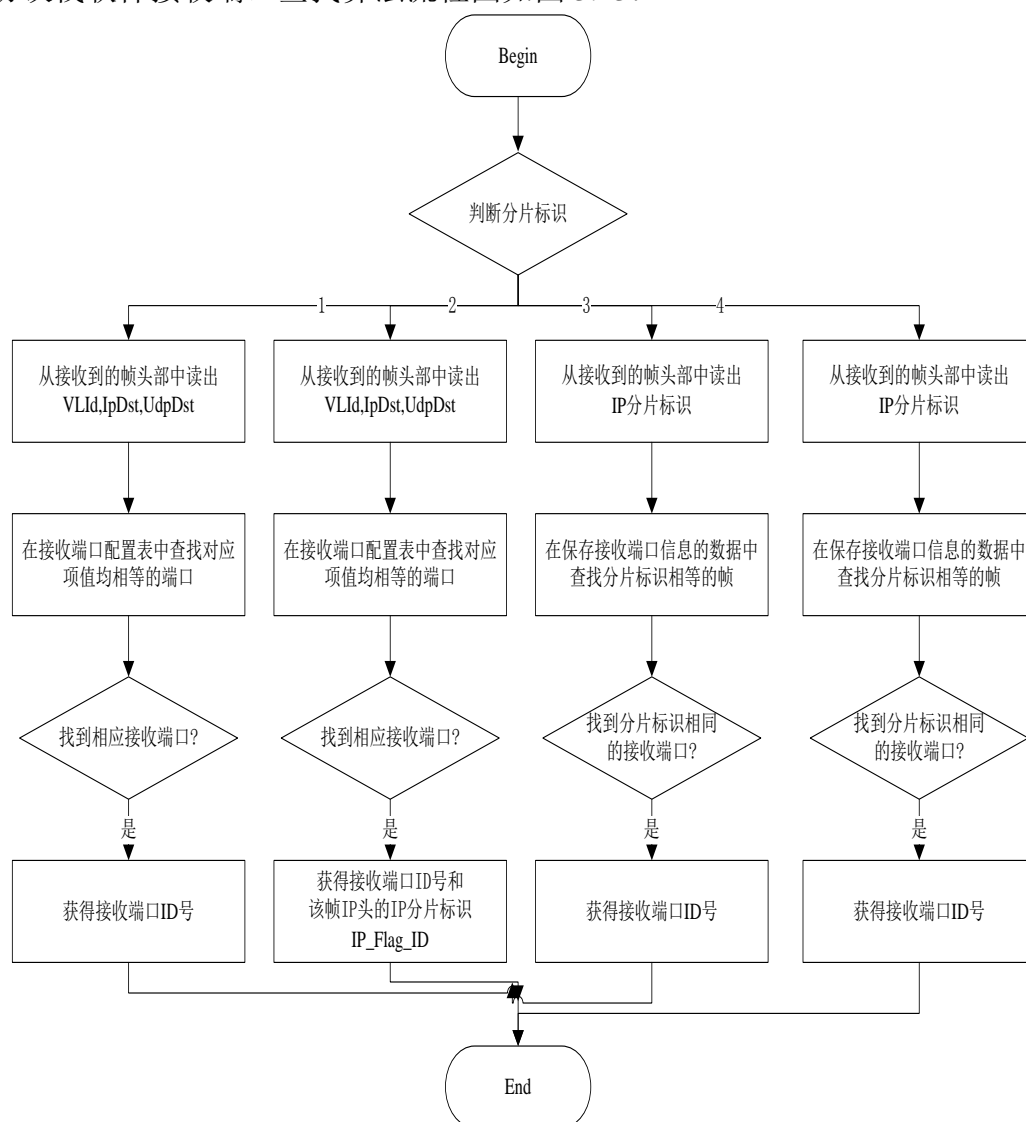 Begin
判断分片标识
1
2
3
4
从接收到的帧头部中读出
VLId,IpDst,UdpDst
从接收到的帧头部中读出
VLId,IpDst,UdpDst
从接收到的帧头部中读出
IP分片标识
从接收到的帧头部中读出
IP分片标识
在接收端口配置表中查找对应
项值均相等的端口
在接收端口配置表中查找对应
项值均相等的端口
在保存接收端口信息的数据中
查找分片标识相等的帧
在保存接收端口信息的数据中
查找分片标识相等的帧
找到相应接收端口?
找到相应接收端口?
找到分片标识相同
的接收端口?
找到分片标识相同
的接收端口?
是
是
是
是
获得接收端口ID号
获得接收端口ID号和
该帧IP头的IP分片标识
IP_Flag_ID
获得接收端口ID号
获得接收端口ID号
End